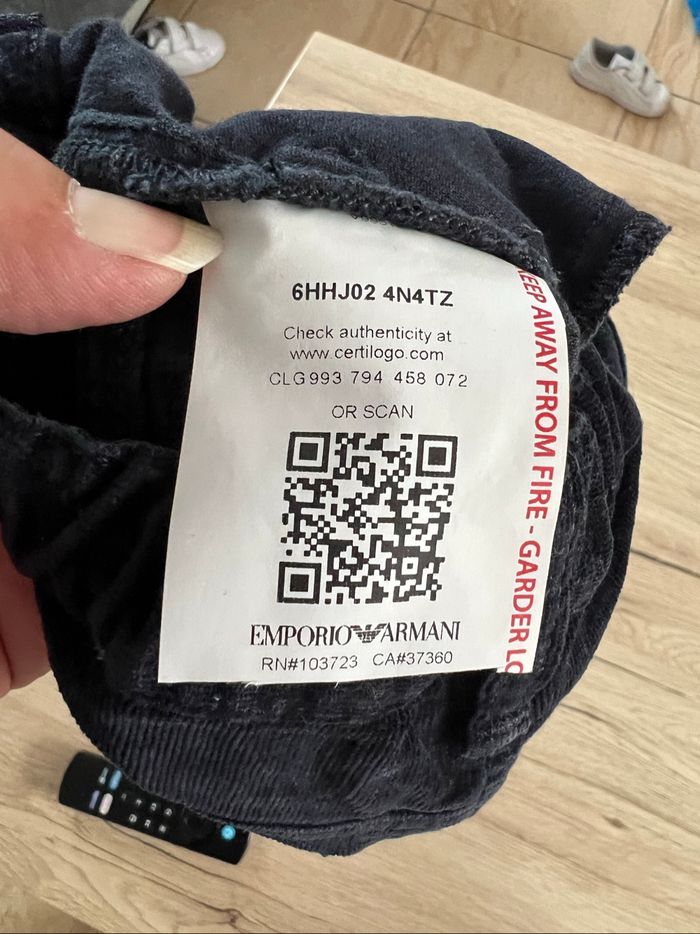 6HHJ02 4N4TZ
Check authenticity at
www.certilogo.com
CLG993 794 458 072
OR SCAN
EMPORIO ARMANI
RN#103723 CA#37360
KEEP AWAY FROM FIRE - GARDER